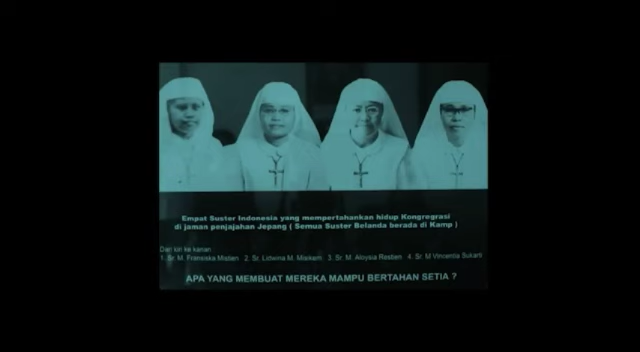 Empat Suster Indonesia yang mempertahankan hidup Kongregrasi
di jaman penjajahan Jepang ( Semua Suster Belanda berada di Kamp )
Dari kiri ke kanan:
1. Sr. M. Fransiska Mistien 2. Sr. Lidwina M. 3. Sr. M. Aloysia Restien 4. Sr. M Vincentia Sukarti
APA YANG MEMBUAT MEREKA MAMPU BERTAHAN SETIA ?